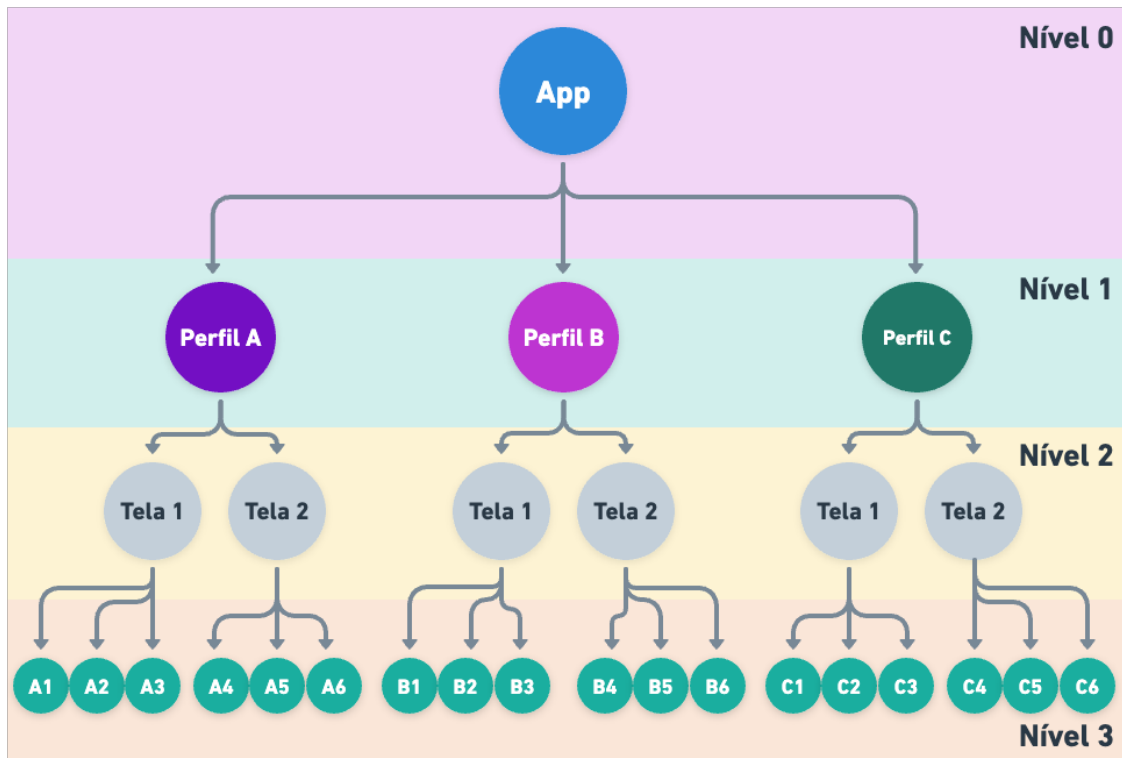 Nível 0
App
Nível 1
Perfil A
Perfil B
Perfil C
Nível 2
Tela 1
Tela 2
Tela 1
Tela 2
Tela 1
Tela 2
A1
A2
A3
A4
A5
A6
B1
B2
B3
B4
B5
B6
C1
C2
C3
C4
C5
C6
Nível 3